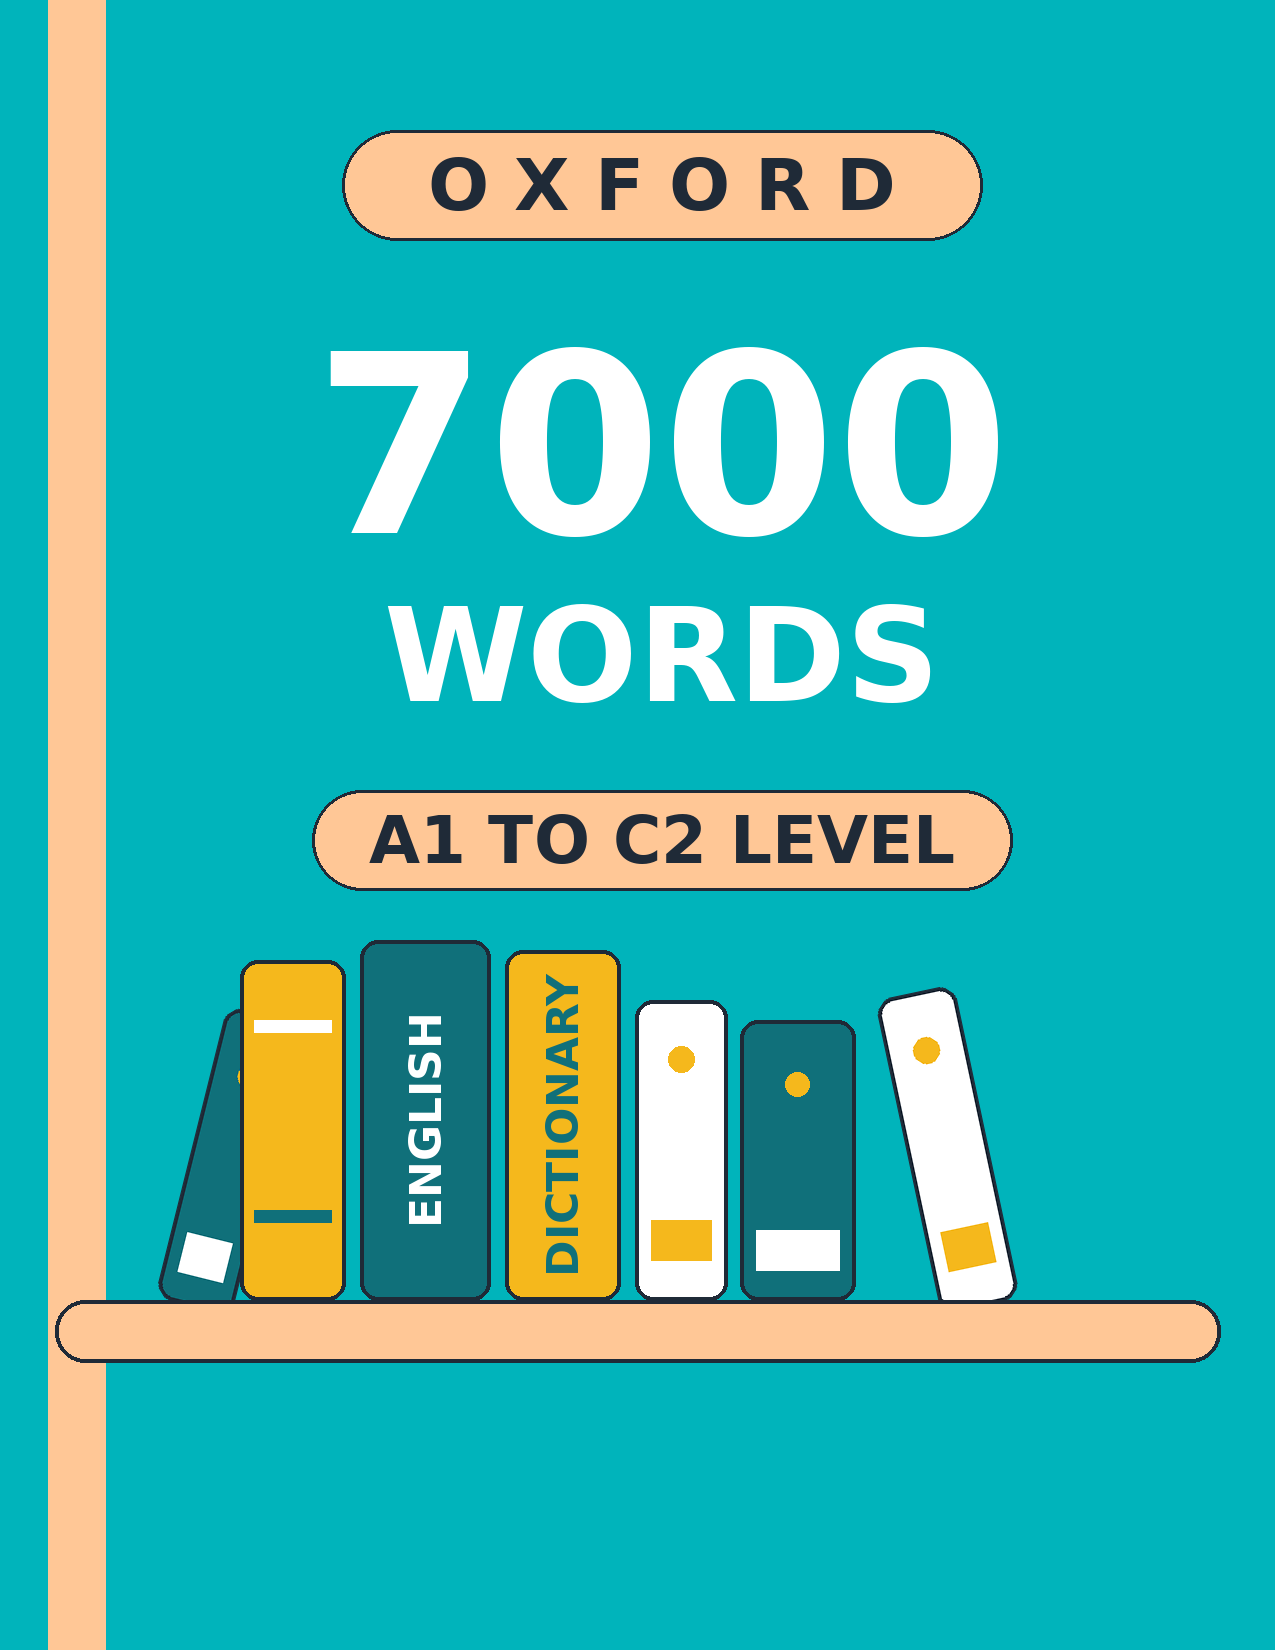 OXFORD
7000
WORDS
A1 TO C2 LEVEL
ENGLISH
DICTIONARY